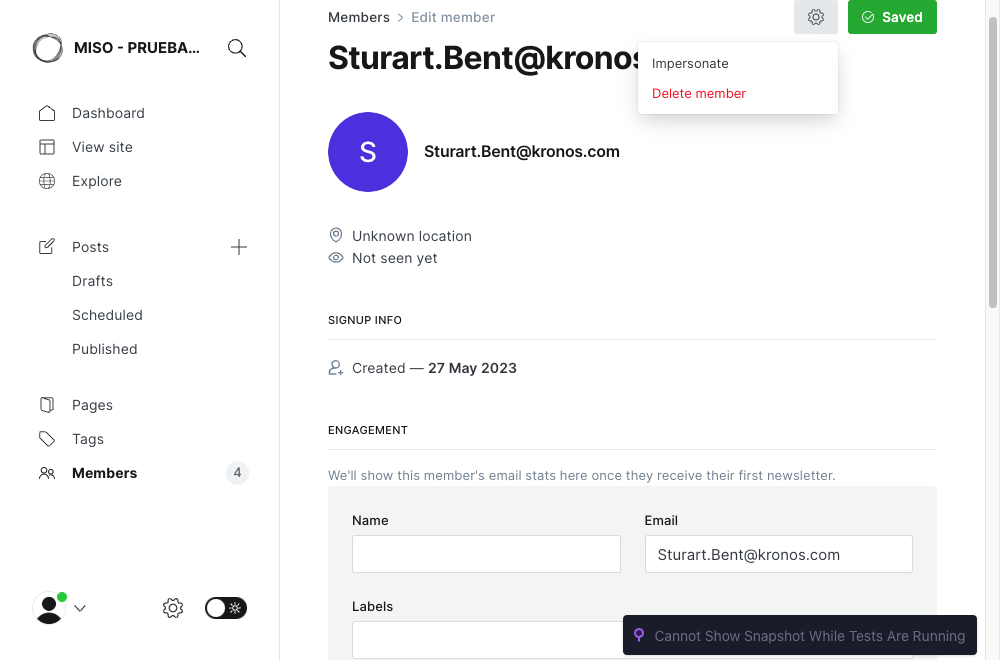 MISO - PRUEBA...
Dashboard
View site
Explore
Posts
Drafts
Scheduled
Published
Pages
Tags
Members
4
Members > Edit member
Saved
Sturart.Bent@kronos
Impersonate
Delete member
S
Sturart.Bent@kronos.com
Unknown location
Not seen yet
SIGNUP INFO
Created — 27 May 2023
ENGAGEMENT
We'll show this member's email stats here once they receive their first newsletter.
Name
Email
Sturart.Bent@kronos.com
Labels
Cannot Show Snapshot While Tests Are Running